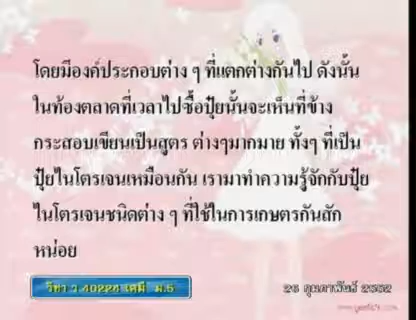 โดยมีองค์ประกอบต่าง ๆ ที่แตกต่างกันไป ดังนั้น
ในท้องตลาดที่เวลาไปซื้อปุ๋ยนั้นจะเห็นที่ข้าง
กระสอบเขียนเป็นสูตร ต่างๆมากมาย ทั้งๆ ที่เป็น
ปุ๋ยไนโตรเจนเหมือนกัน เรามาทำความรู้จักกับปุ๋ย
ไนโตรเจนชนิดต่าง ๆ ที่ใช้ในการเกษตรกันสัก
หน่อย
วิชา ว.40224 เคมี ม.5
26 กุมภาพันธ์ 2552